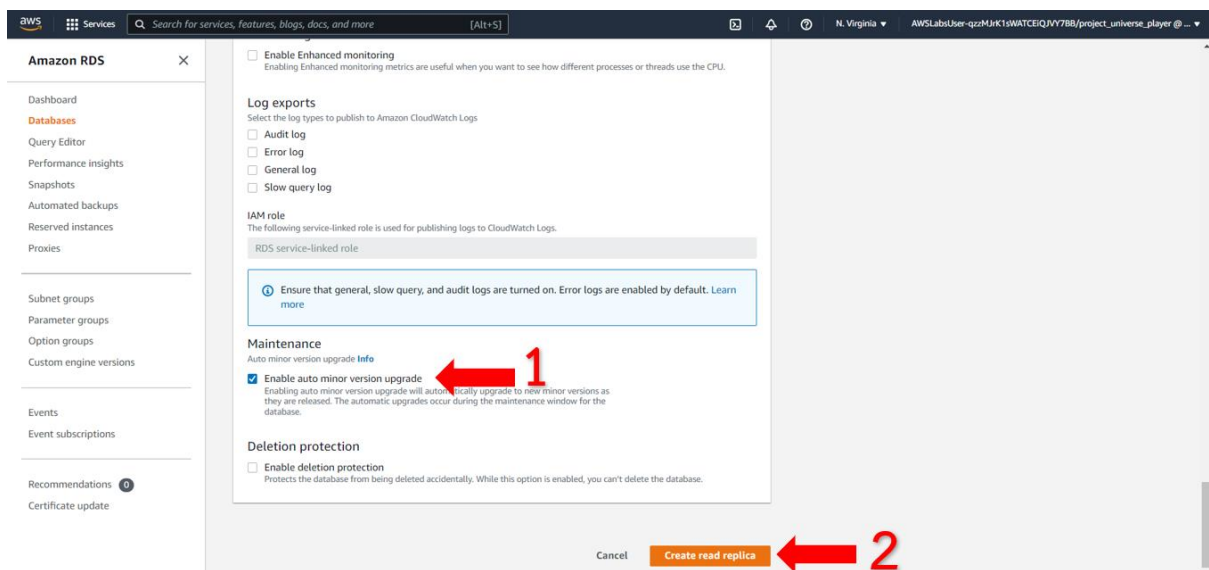 aws
Services
Search for services, features, blogs, docs, and more
[Alt+S]
N. Virginia ▼
AWSLabsUser-qzzMJrK1sWATCEiQJVY7BB/project_universe_player @ ... ▼
Amazon RDS
Dashboard
Databases
Query Editor
Performance insights
Snapshots
Automated backups
Reserved instances
Proxies
Subnet groups
Parameter groups
Option groups
Custom engine versions
Events
Event subscriptions
Recommendations 0
Certificate update
Enable Enhanced monitoring
Enabling Enhanced monitoring metrics are useful when you want to see how different processes or threads use the CPU.
Log exports
Select the log types to publish to Amazon CloudWatch Logs
Audit log
Error log
General log
Slow query log
IAM role
The following service-linked role is used for publishing logs to CloudWatch Logs.
RDS service-linked role
Ensure that general, slow query, and audit logs are turned on. Error logs are enabled by default. Learn
more
Maintenance
Auto minor version upgrade Info
Enable auto minor version upgrade
1
Enabling auto minor version upgrade will automatically upgrade to new minor versions as
they are released. The automatic upgrades occur during the maintenance window for the
database.
Deletion protection
Enable deletion protection
Protects the database from being deleted accidentally. While this option is enabled, you can't delete the database.
Cancel
Create read replica
2